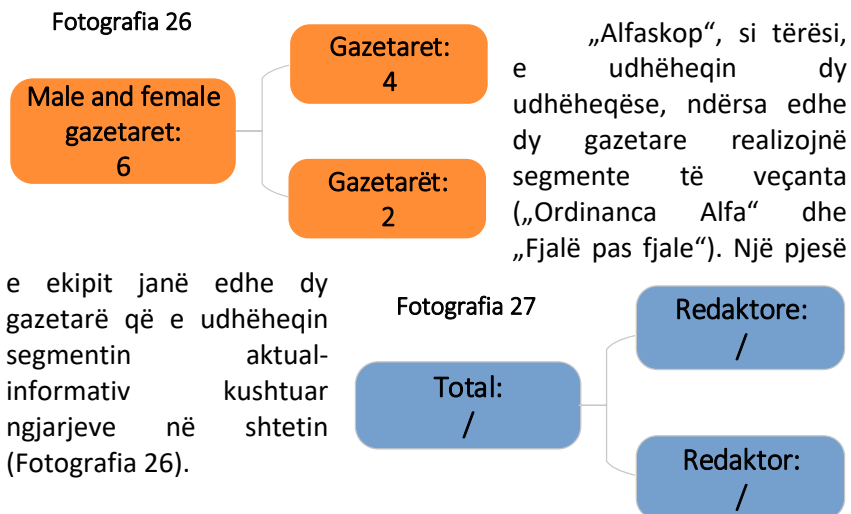 Fotografia 26
Male and female
gazetaret:
6
Gazetaret:
4
Gazetarët:
2
„Alfaskop“, si tërësi,
e udhëheqin dy
udhëheqëse, ndërsa edhe
dy gazetare realizojnë
segmente të veçanta
(„Ordinanca Alfa“ dhe
„Fjalë pas fjale“). Një pjesë
e ekipit janë edhe dy
gazetarë që e udhëheqin
segmentin aktual-
informativ kushtuar
ngjarjeve në shtetin
(Fotografia 26).
Fotografia 27
Total:
/
Redaktore:
/
Redaktor:
/